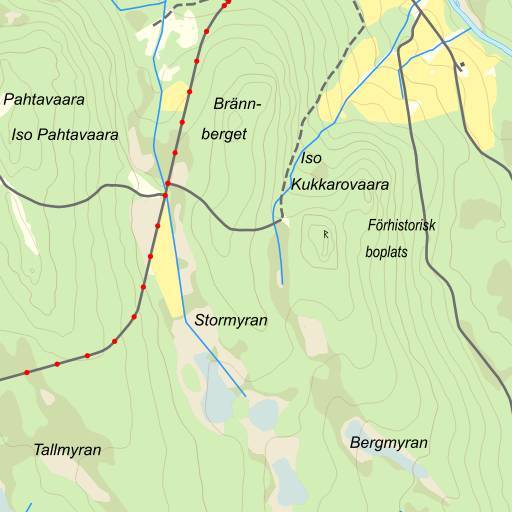 Pahtavaara
Iso Pahtavaara
Bränn-
berget
Iso
Kukkarovaara
Förhistorisk
boplats
Stormyran
Tallmyran
Bergmyran